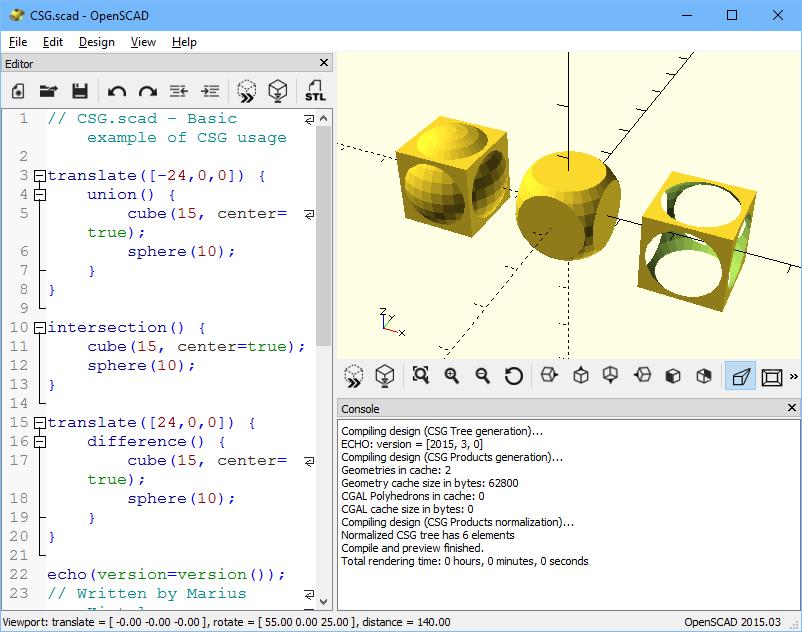 CSG.scad - OpenSCAD
File Edit Design View Help
Editor
STL
1 // CSG.scad - Basic
example of CSG usage
2
3 translate([-24,0,0]) {
4 union() {
5 cube(15, center=
true);
6 sphere(10);
7 }
8 }
9
10 intersection() {
11 cube(15, center=true);
12 sphere(10);
13 }
14
15 translate([24,0,0]) {
16 difference() {
17 cube(15, center=
true);
18 sphere(10);
19 }
20 }
21
22 echo(version=version());
23 // Written by Marius
z
y
x
Console
Compiling design (CSG Tree generation)...
ECHO: version = [2015, 3, 0]
Compiling design (CSG Products generation)...
Geometries in cache: 2
Geometry cache size in bytes: 62800
CGAL Polyhedrons in cache: 0
CGAL cache size in bytes: 0
Compiling design (CSG Products normalization)...
Normalized CSG tree has 6 elements
Compile and preview finished.
Total rendering time: 0 hours, 0 minutes, 0 seconds
Viewport: translate = [ -0.00 -0.00 -0.00 ], rotate = [ 55.00 0.00 25.00 ], distance = 140.00
OpenSCAD 2015.03